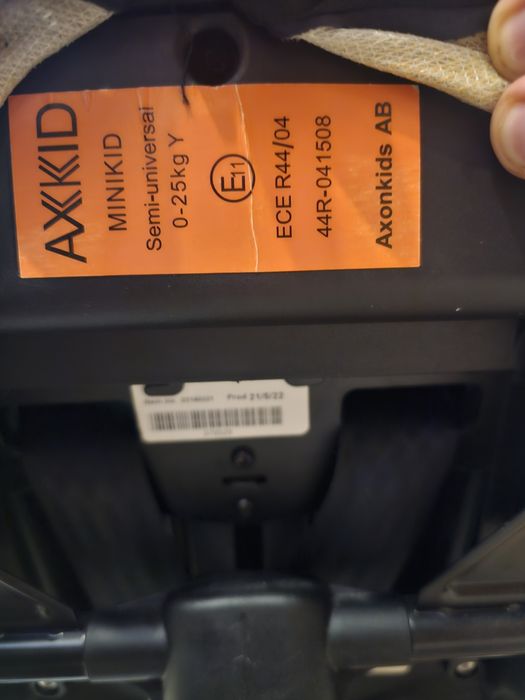 AXKID
MINIKID
Semi-universal
0-25kg Y
E11
ECE R44/04
44R-041508
Axonkids AB
Prod 21/5/22